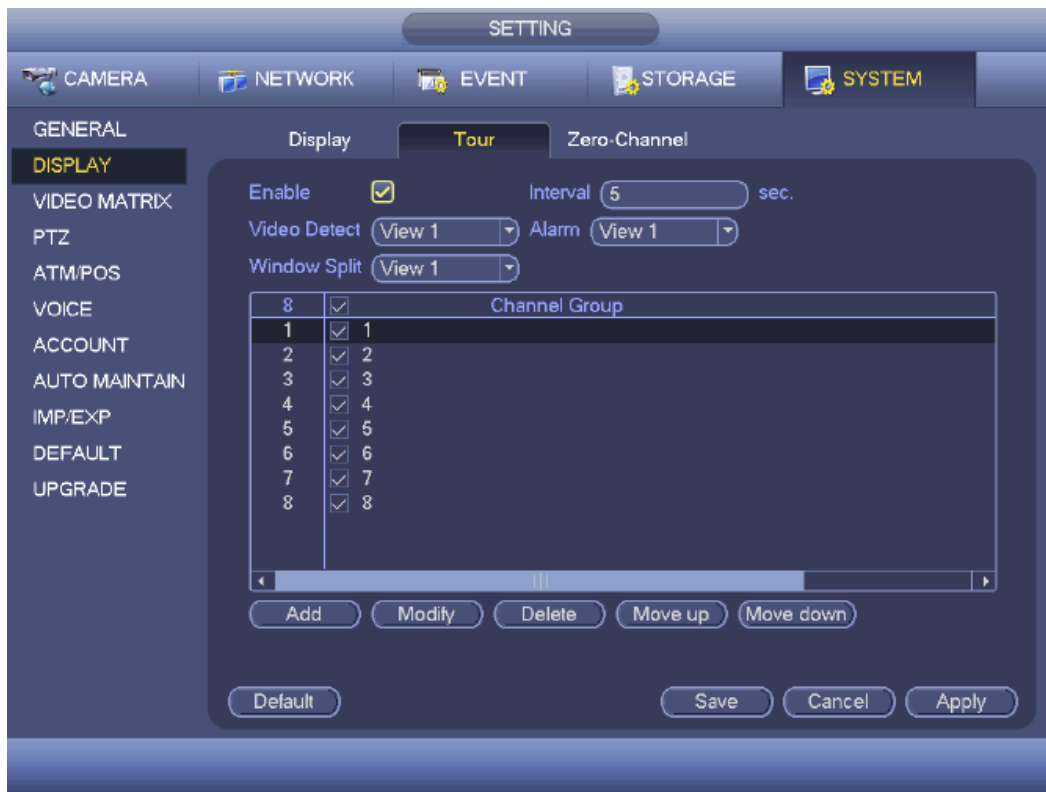 SETTING
CAMERA NETWORK EVENT STORAGE SYSTEM
GENERAL
DISPLAY
VIDEO MATRIX
PTZ
ATM/POS
VOICE
ACCOUNT
AUTO MAINTAIN
IMP/EXP
DEFAULT
UPGRADE
Display Tour Zero-Channel
Enable Interval 5 sec.
Video Detect View 1 Alarm View 1
Window Split View 1
8 Channel Group
1 1
2 2
3 3
4 4
5 5
6 6
7 7
8 8
Add Modify Delete Move up Move down
Default Save Cancel Apply